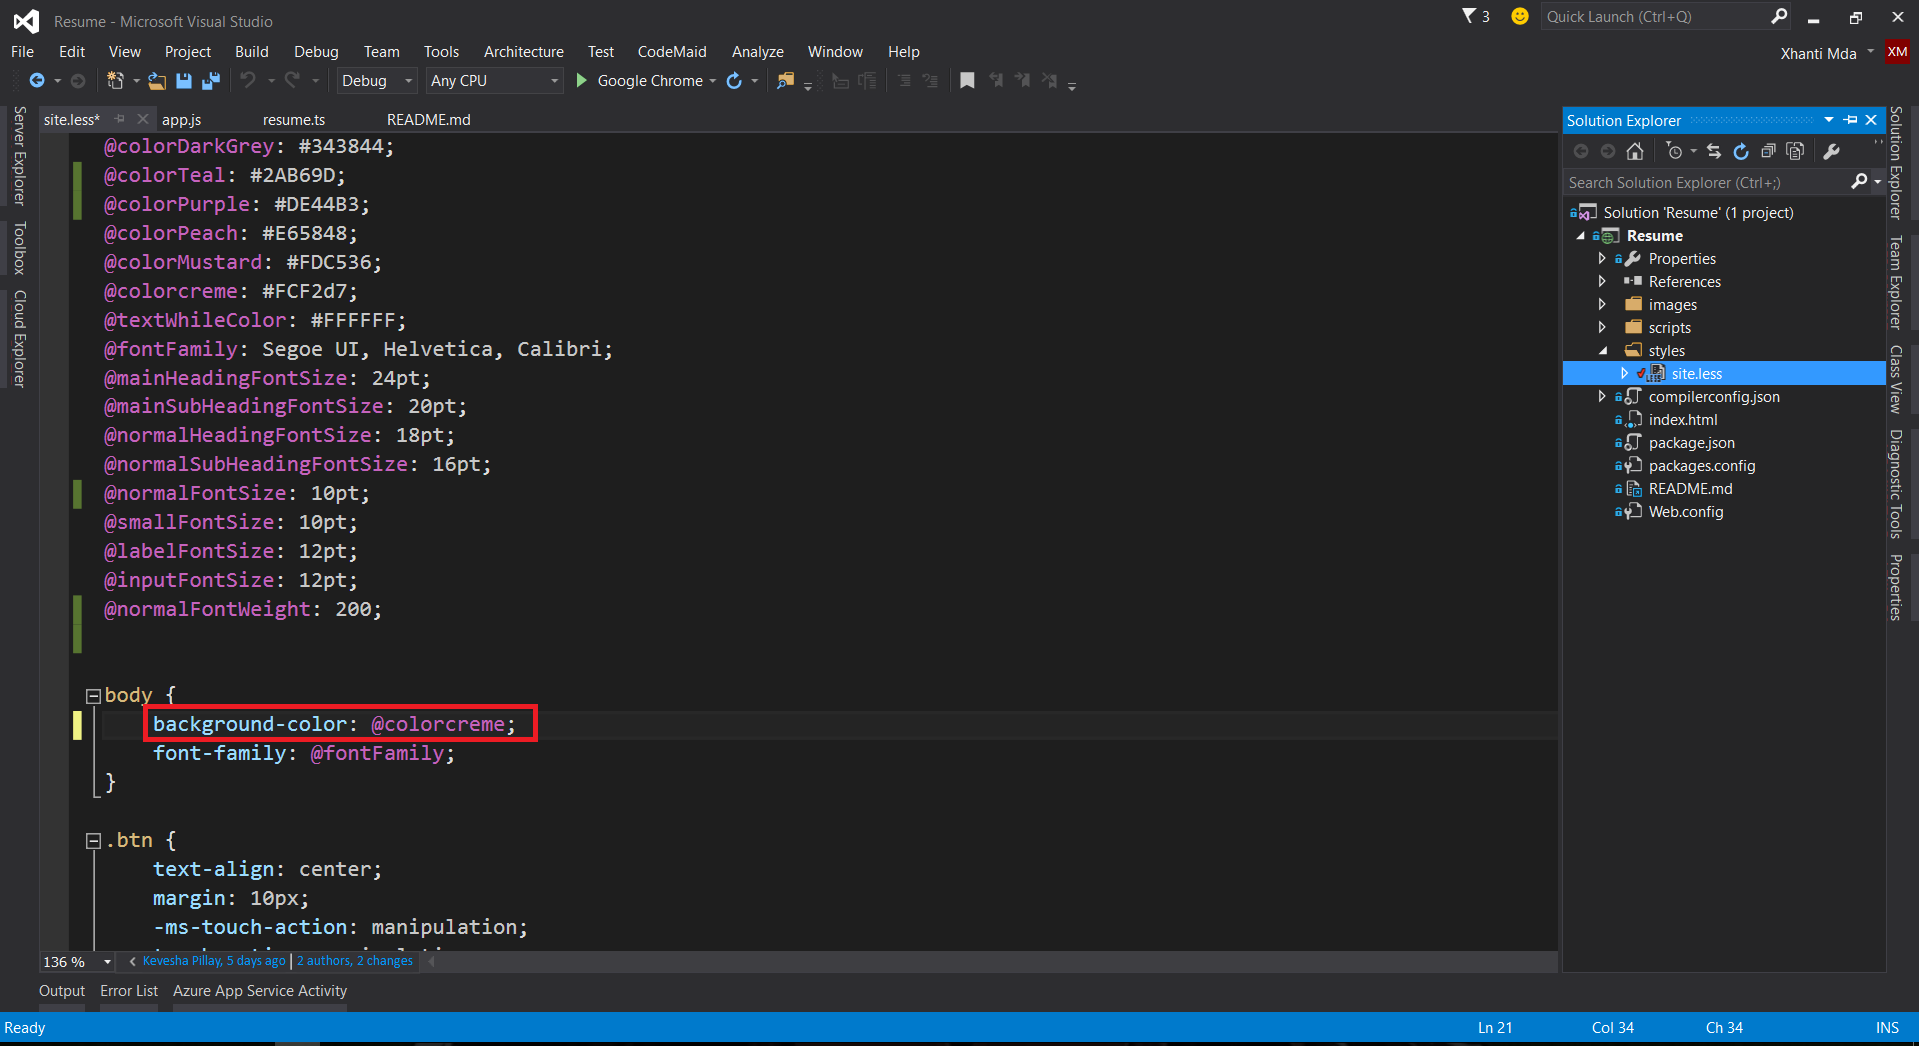 Resume - Microsoft Visual Studio
3
Quick Launch (Ctrl+Q)
File Edit View Project Build Debug Team Tools Architecture Test CodeMaid Analyze Window Help
Xhanti Mda XM
Debug Any CPU Google Chrome
Server Explorer
Toolbox
Cloud Explorer
site.less* app.js resume.ts README.md
@colorDarkGrey: #343844;
@colorTeal: #2AB69D;
@colorPurple: #DE44B3;
@colorPeach: #E65848;
@colorMustard: #FDC536;
@colorcreme: #FCF2d7;
@textWhileColor: #FFFFFF;
@fontFamily: Segoe UI, Helvetica, Calibri;
@mainHeadingFontSize: 24pt;
@mainSubHeadingFontSize: 20pt;
@normalHeadingFontSize: 18pt;
@normalSubHeadingFontSize: 16pt;
@normalFontSize: 10pt;
@smallFontSize: 10pt;
@labelFontSize: 12pt;
@inputFontSize: 12pt;
@normalFontWeight: 200;
body {
background-color: @colorcreme;
font-family: @fontFamily;
}
.btn {
text-align: center;
margin: 10px;
-ms-touch-action: manipulation;
136 % Kevesha Pillay, 5 days ago | 2 authors, 2 changes
Solution Explorer
Search Solution Explorer (Ctrl+;)
Solution 'Resume' (1 project)
Resume
Properties
References
images
scripts
styles
site.less
compilerconfig.json
index.html
package.json
packages.config
README.md
Web.config
Solution Explorer
Team Explorer
Class View
Diagnostic Tools
Properties
Output Error List Azure App Service Activity
Ready Ln 21 Col 34 Ch 34 INS